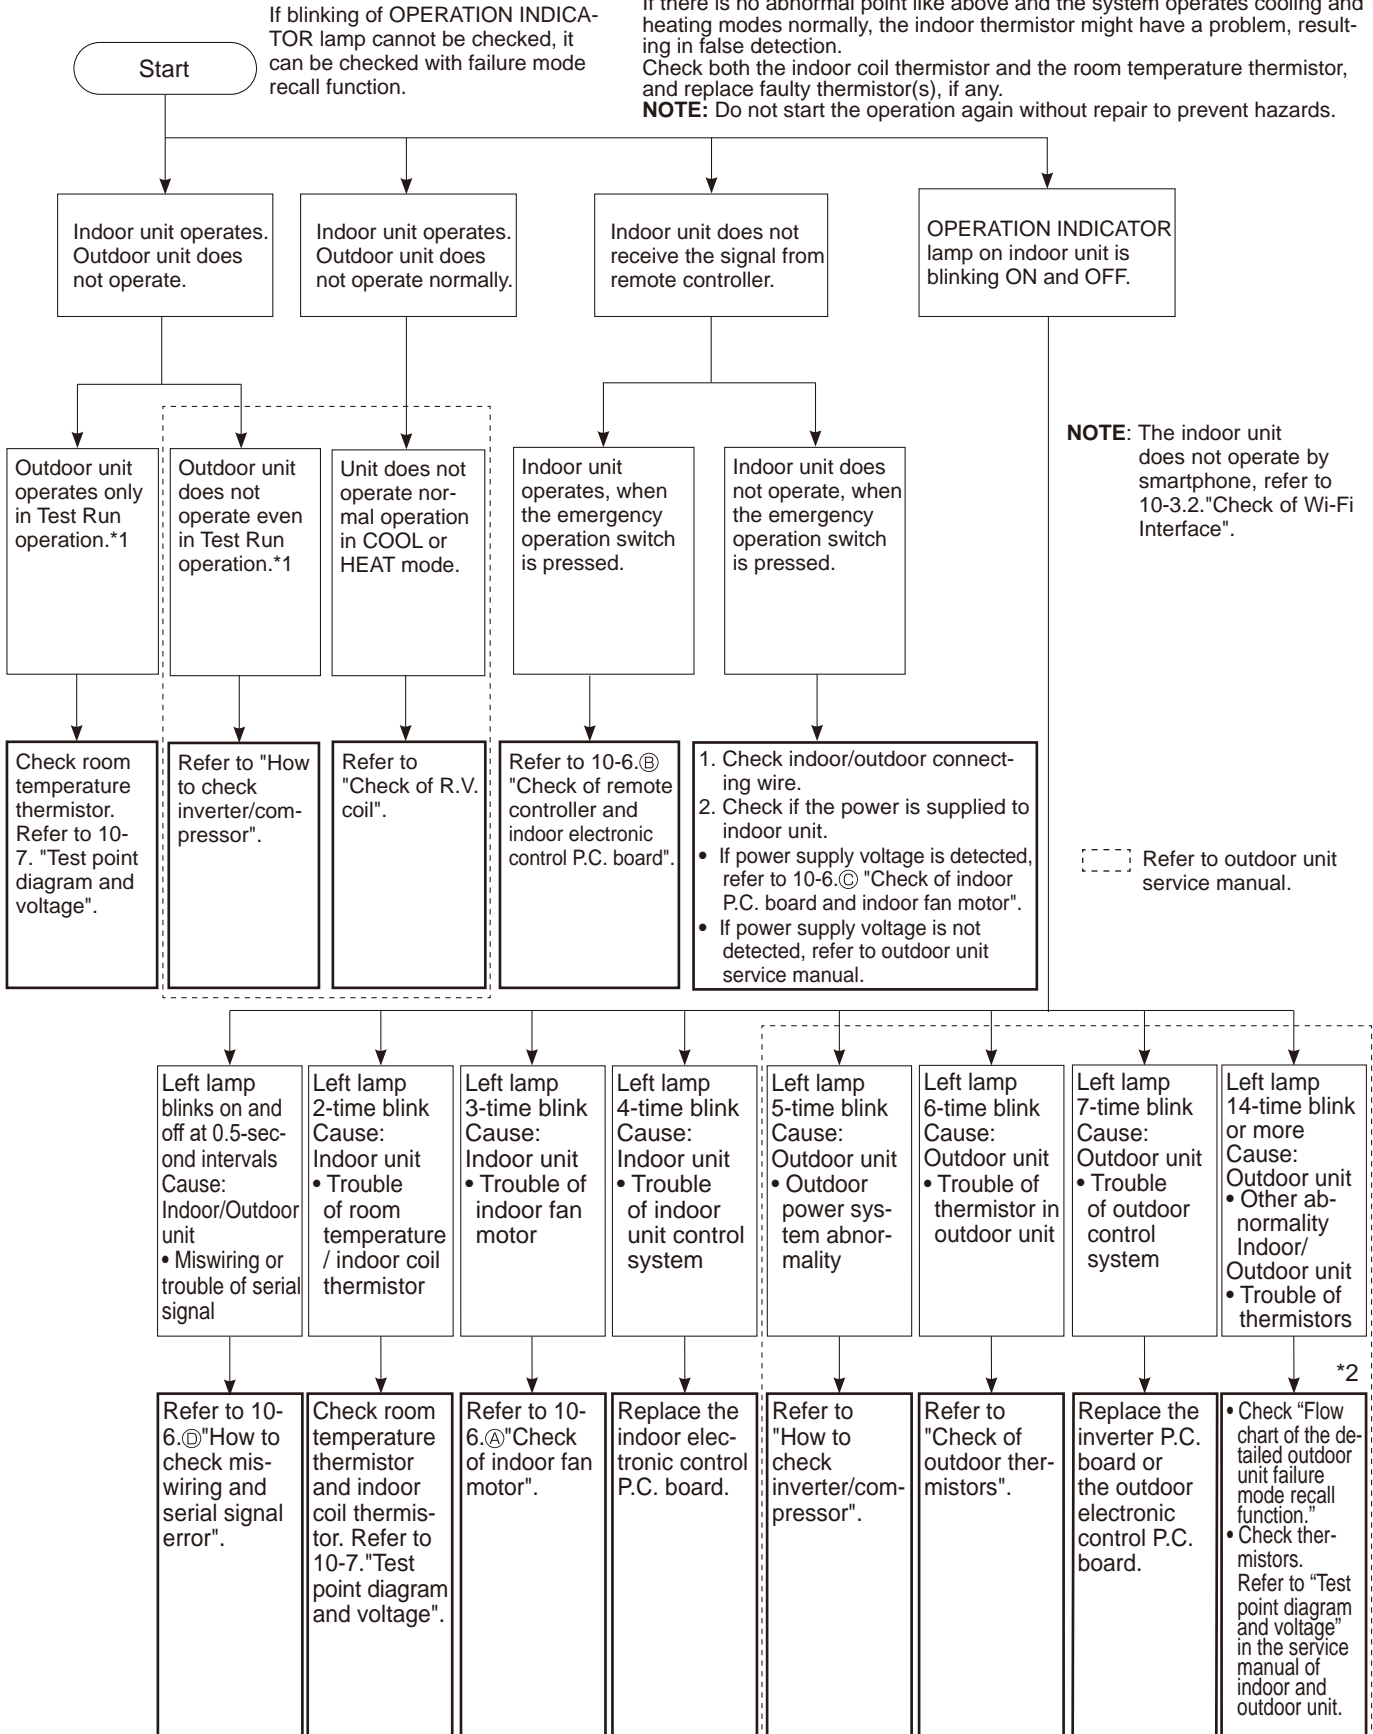 If blinking of OPERATION INDICA-
TOR lamp cannot be checked, it
can be checked with failure mode
recall function.
If there is no abnormal point like above and the system operates cooling and
heating modes normally, the indoor thermistor might have a problem, result-
ing in false detection.
Check both the indoor coil thermistor and the room temperature thermistor,
and replace faulty thermistor(s), if any.
NOTE: Do not start the operation again without repair to prevent hazards.
Start
Indoor unit operates.
Outdoor unit does
not operate.
Indoor unit operates.
Outdoor unit does
not operate normally.
Indoor unit does not
receive the signal from
remote controller.
OPERATION INDICATOR
lamp on indoor unit is
blinking ON and OFF.
Outdoor unit
operates only
in Test Run
operation.*1
Outdoor unit
does not
operate even
in Test Run
operation.*1
Unit does not
operate nor-
mal operation
in COOL or
HEAT mode.
Indoor unit
operates, when
the emergency
operation switch
is pressed.
Indoor unit does
not operate, when
the emergency
operation switch
is pressed.
NOTE: The indoor unit
does not operate by
smartphone, refer to
10-3.2."Check of Wi-Fi
Interface".
Check room
temperature
thermistor.
Refer to 10-
7. "Test point
diagram and
voltage".
Refer to "How
to check
inverter/com-
pressor".
Refer to
"Check of R.V.
coil".
Refer to 10-6.Ⓑ
"Check of remote
controller and
indoor electronic
control P.C. board".
1. Check indoor/outdoor connect-
ing wire.
2. Check if the power is supplied to
indoor unit.
• If power supply voltage is detected,
refer to 10-6.Ⓒ "Check of indoor
P.C. board and indoor fan motor".
• If power supply voltage is not
detected, refer to outdoor unit
service manual.
Refer to outdoor unit
service manual.
Left lamp
blinks on and
off at 0.5-sec-
ond intervals
Cause:
Indoor/Outdoor
unit
• Miswiring or
trouble of serial
signal
Left lamp
2-time blink
Cause:
Indoor unit
• Trouble
of room
temperature
/ indoor coil
thermistor
Left lamp
3-time blink
Cause:
Indoor unit
• Trouble of
indoor fan
motor
Left lamp
4-time blink
Cause:
Indoor unit
• Trouble
of indoor
unit control
system
Left lamp
5-time blink
Cause:
Outdoor unit
• Outdoor
power sys-
tem abnor-
mality
Left lamp
6-time blink
Cause:
Outdoor unit
• Trouble of
thermistor in
outdoor unit
Left lamp
7-time blink
Cause:
Outdoor unit
• Trouble
of outdoor
control
system
Left lamp
14-time blink
or more
Cause:
Outdoor unit
• Other ab-
normality
Indoor/
Outdoor unit
• Trouble of
thermistors
*2
Refer to 10-
6.Ⓓ"How to
check mis-
wiring and
serial signal
error".
Check room
temperature
thermistor
and indoor
coil thermis-
tor. Refer to
10-7."Test
point diagram
and voltage".
Refer to 10-
6.Ⓐ"Check
of indoor fan
motor".
Replace the
indoor elec-
tronic control
P.C. board.
Refer to
"How to
check
inverter/com-
pressor".
Refer to
"Check of
outdoor ther-
mistors".
Replace the
inverter P.C.
board or
the outdoor
electronic
control P.C.
board.
• Check “Flow
chart of the de-
tailed outdoor
unit failure
mode recall
function.”
• Check ther-
mistors.
Refer to “Test
point diagram
and voltage”
in the service
manual of
indoor and
outdoor unit.